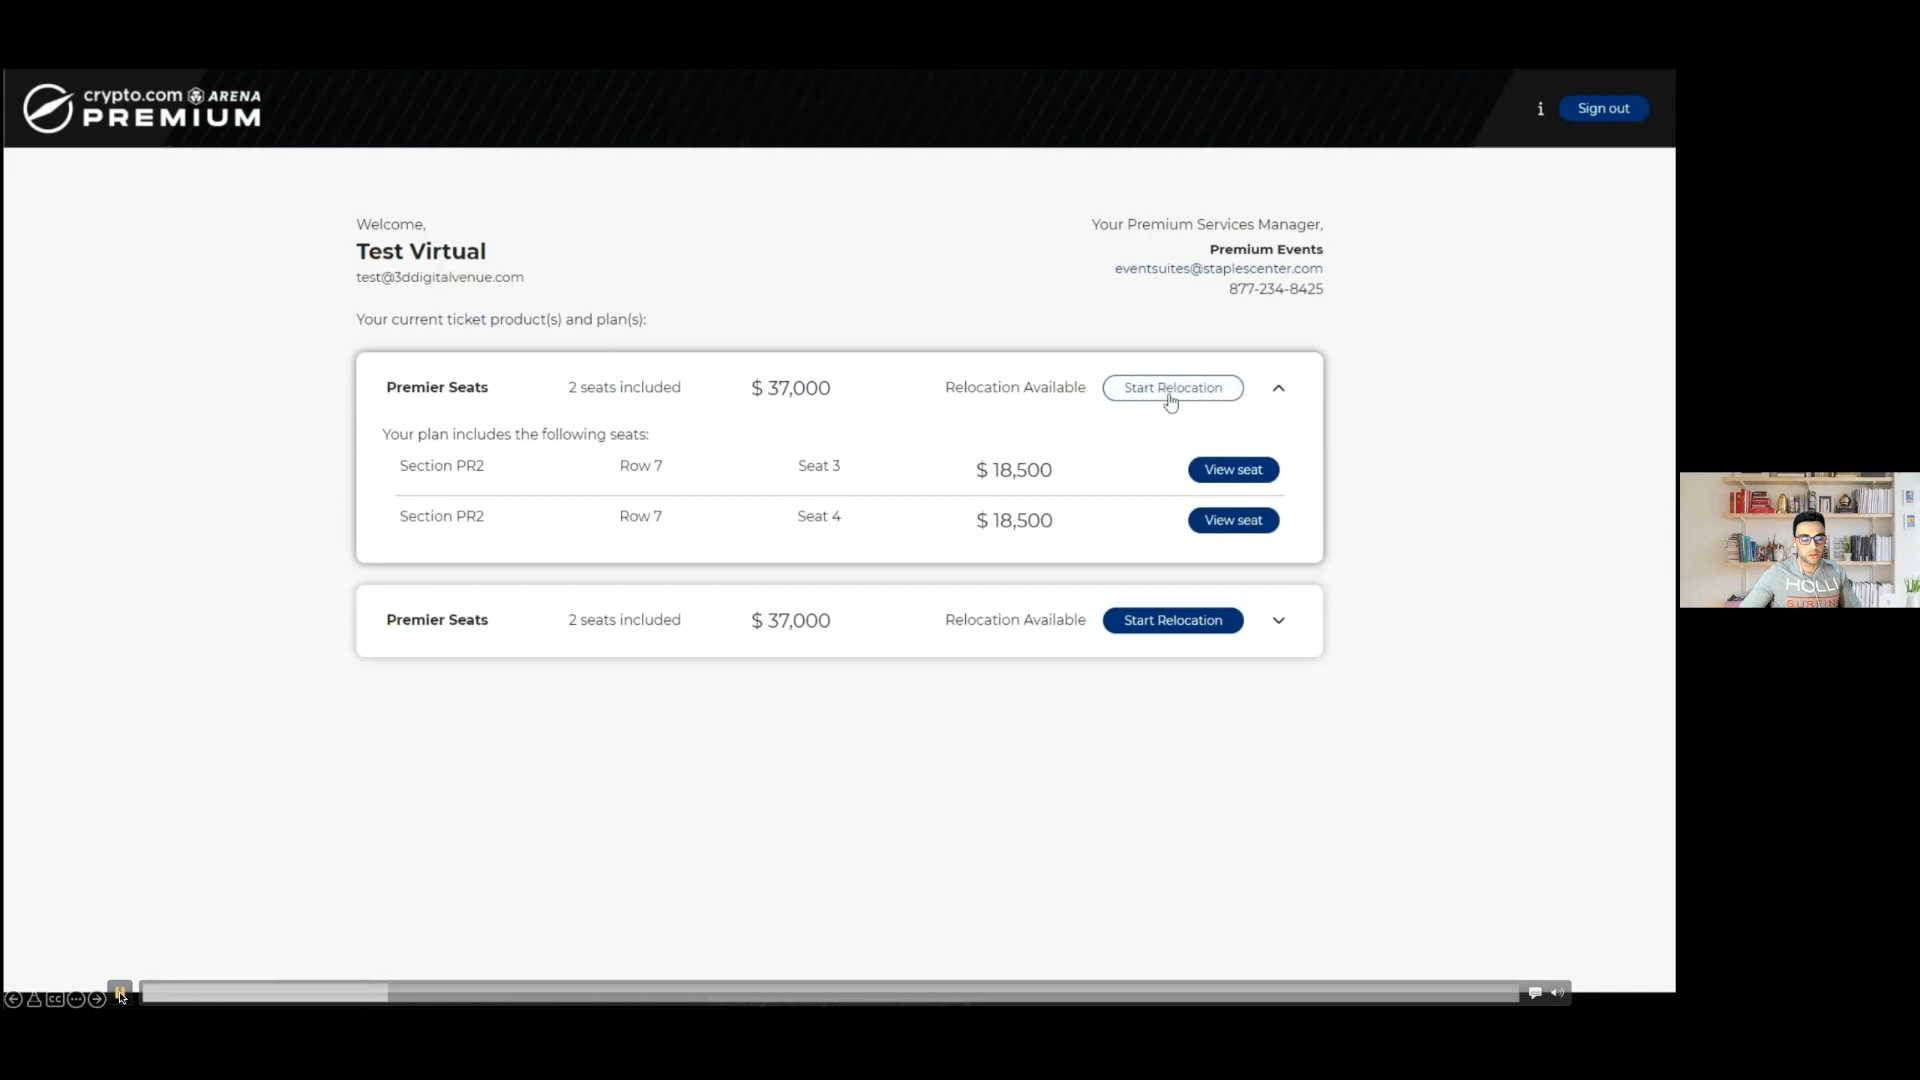 crypto.com ARENA
PREMIUM
i
Sign out
Welcome,
Test Virtual
test@3ddigitalvenue.com
Your Premium Services Manager,
Premium Events
eventsuites@staplescenter.com
877-234-8425
Your current ticket product(s) and plan(s):
Premier Seats 2 seats included $ 37,000 Relocation Available Start Relocation
Your plan includes the following seats:
Section PR2 Row 7 Seat 3 $ 18,500 View seat
Section PR2 Row 7 Seat 4 $ 18,500 View seat
Premier Seats 2 seats included $ 37,000 Relocation Available Start Relocation
HOLLI
SURFIN
CC